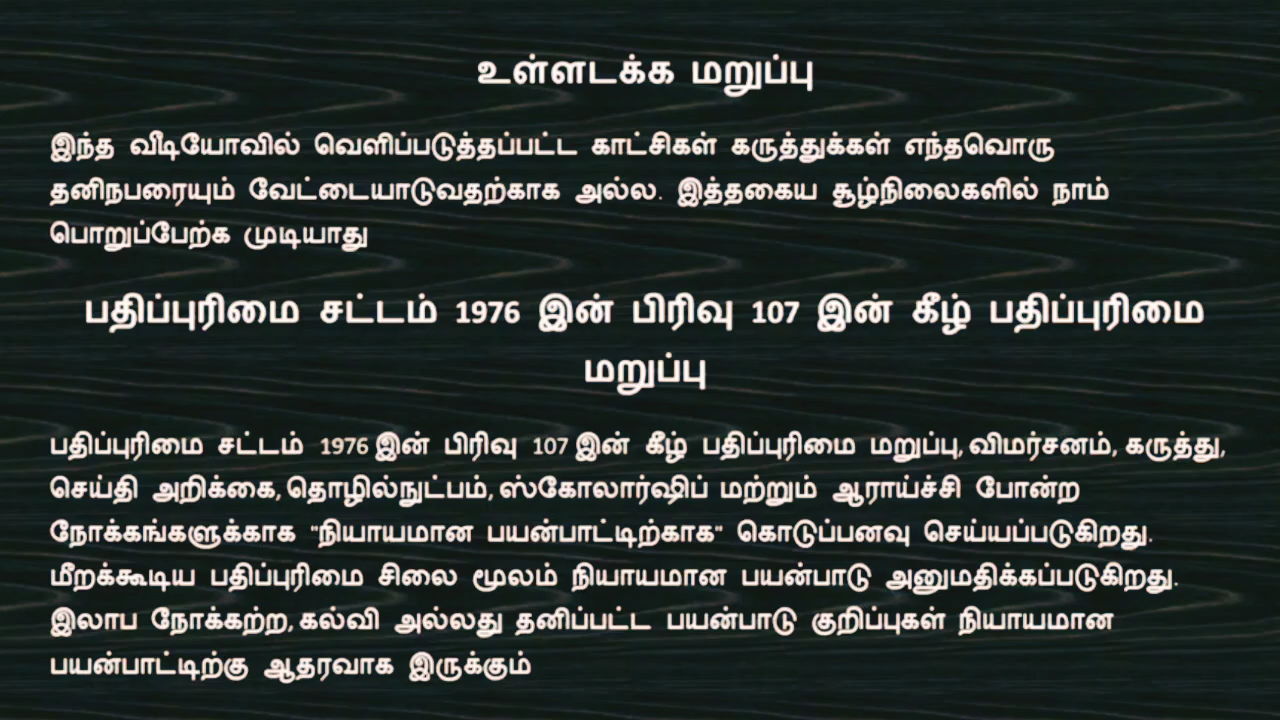 உள்ளடக்க மறுப்பு
இந்த வீடியோவில் வெளிப்படுத்தப்பட்ட காட்சிகள் கருத்துக்கள் எந்தவொரு
தனிநபரையும் வேட்டையாடுவதற்காக அல்ல. இத்தகைய சூழ்நிலைகளில் நாம்
பொறுப்பேற்க முடியாது
பதிப்புரிமை சட்டம் 1976 இன் பிரிவு 107 இன் கீழ் பதிப்புரிமை
மறுப்பு
பதிப்புரிமை சட்டம் 1976 இன் பிரிவு 107 இன் கீழ் பதிப்புரிமை மறுப்பு, விமர்சனம், கருத்து,
செய்தி அறிக்கை, தொழில்நுட்பம், ஸ்கோலார்ஷிப் மற்றும் ஆராய்ச்சி போன்ற
நோக்கங்களுக்காக "நியாயமான பயன்பாட்டிற்காக" கொடுப்பனவு செய்யப்படுகிறது.
மீறக்கூடிய பதிப்புரிமை சிலை மூலம் நியாயமான பயன்பாடு அனுமதிக்கப்படுகிறது.
இலாப நோக்கற்ற, கல்வி அல்லது தனிப்பட்ட பயன்பாடு குறிப்புகள் நியாயமான
பயன்பாட்டிற்கு ஆதரவாக இருக்கும்